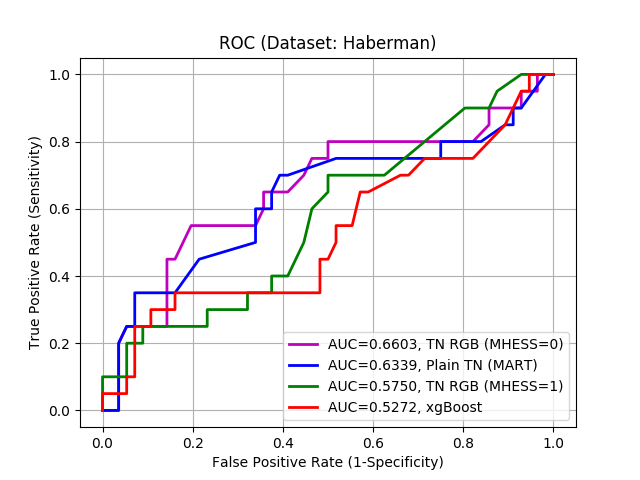 ROC (Dataset: Haberman)
True Positive Rate (Sensitivity)
1.0
0.8
0.6
0.4
0.2
0.0
AUC=0.6603, TN RGB (MHESS=0)
AUC=0.6339, Plain TN (MART)
AUC=0.5750, TN RGB (MHESS=1)
AUC=0.5272, xgBoost
0.0 0.2 0.4 0.6 0.8 1.0
False Positive Rate (1-Specificity)